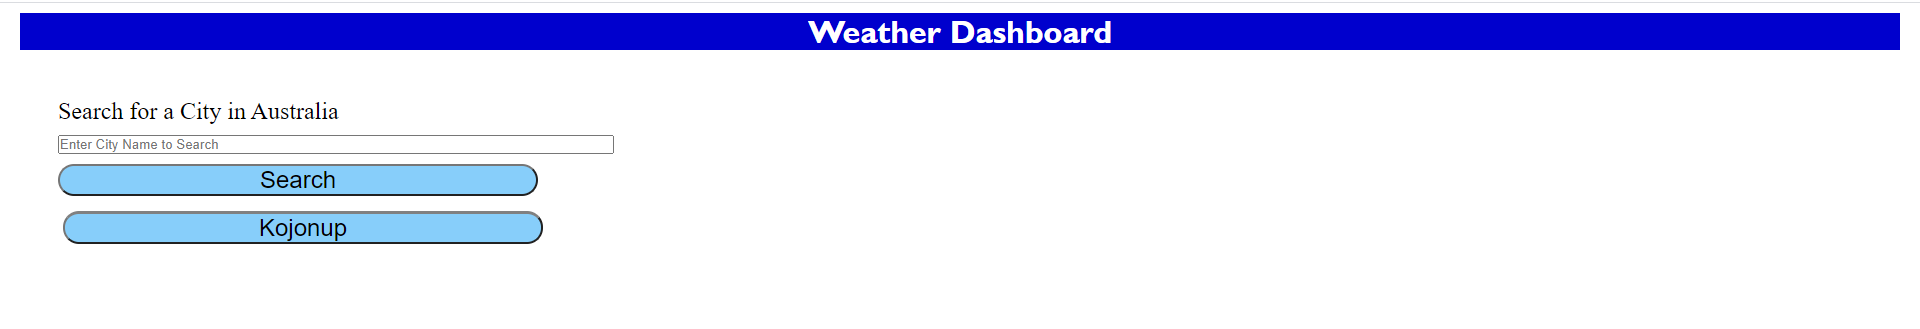 Weather Dashboard
Search for a City in Australia
Enter City Name to Search
Search
Kojonup